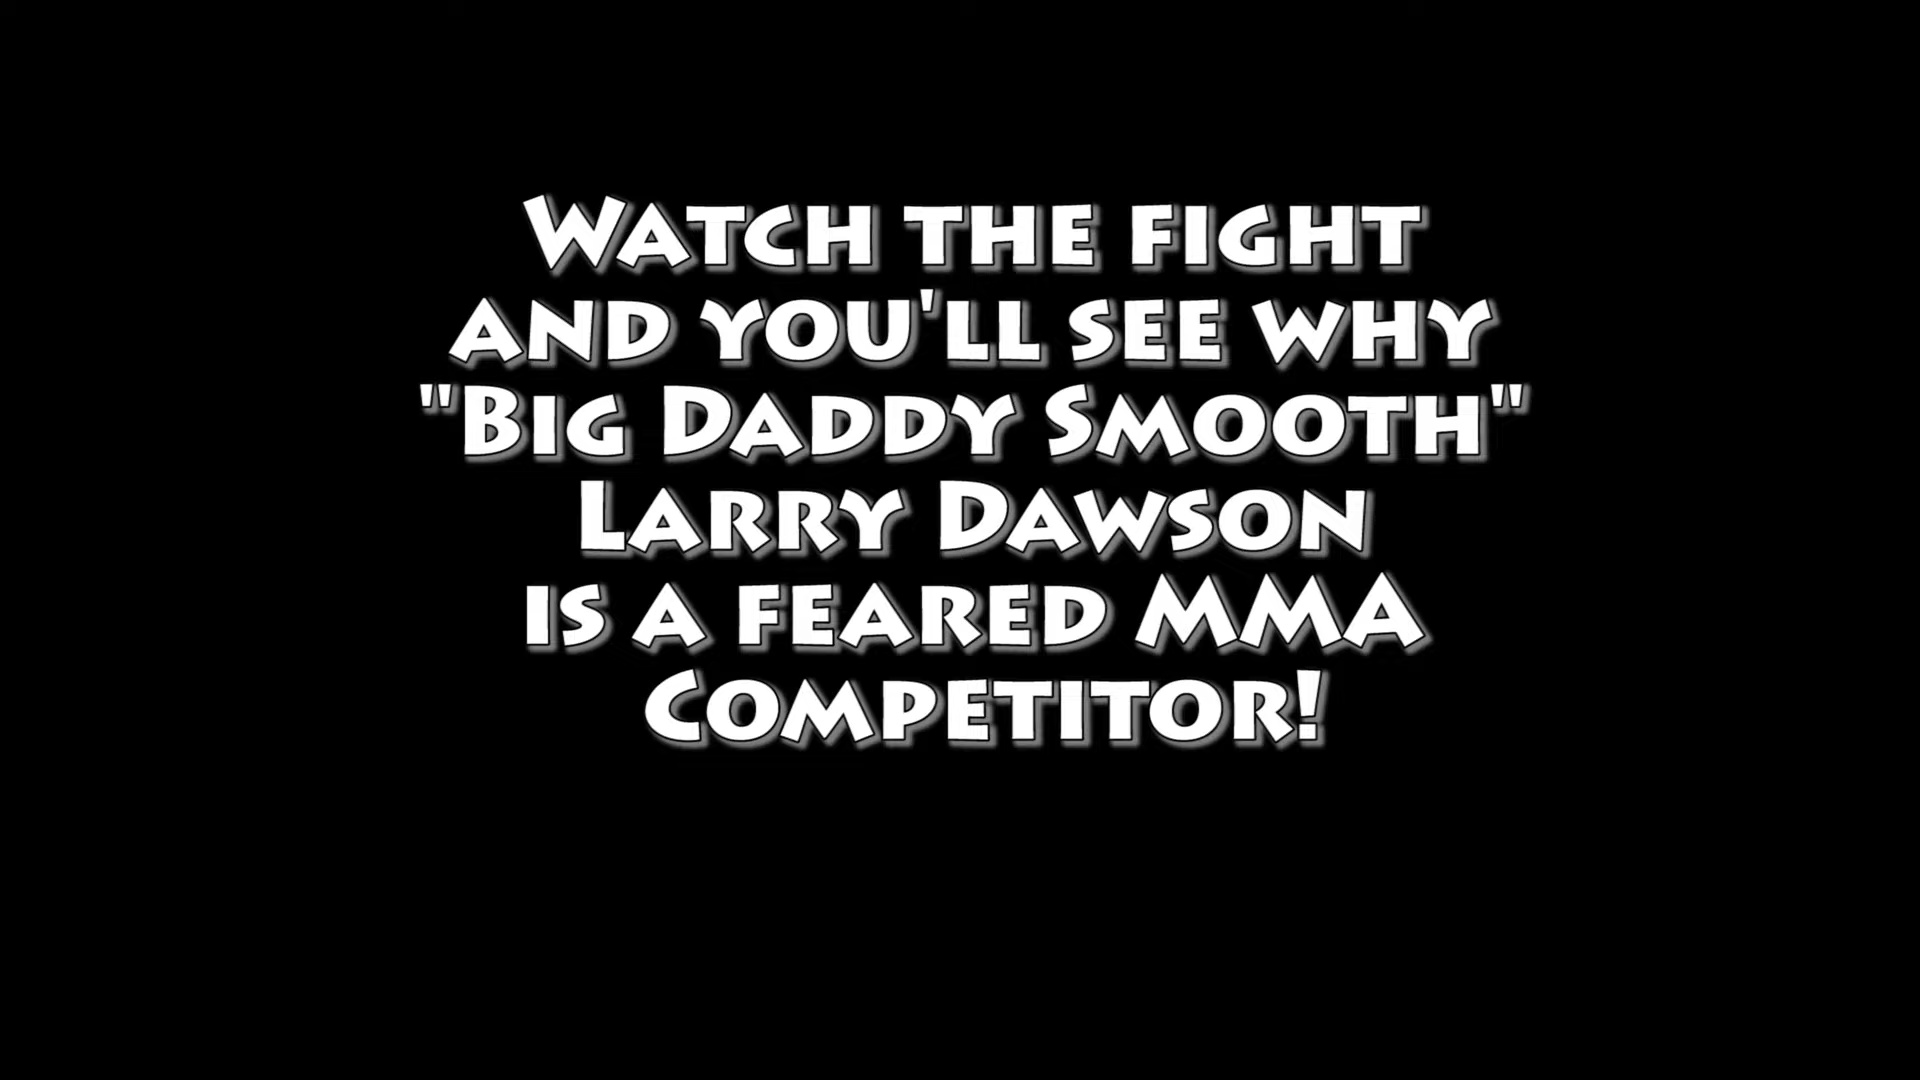 Watch the fight
and you'll see why
"Big Daddy Smooth"
Larry Dawson
is a feared MMA
Competitor!